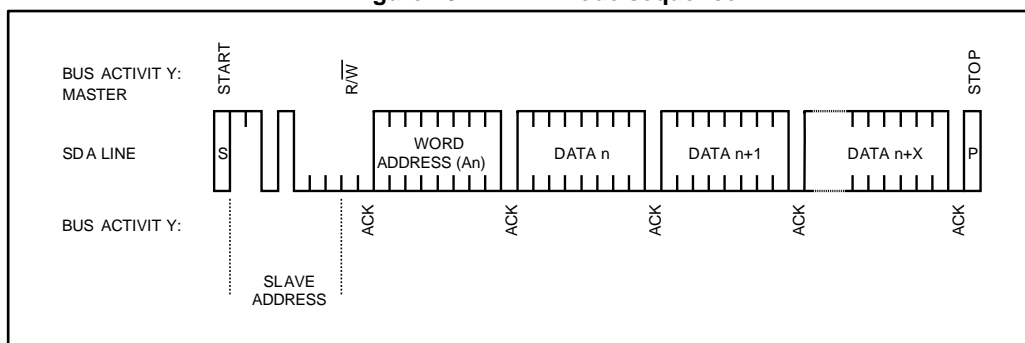 START
R/W
STOP
BUS ACTIVIT Y:
MASTER
SD A LINE
S
WORD
ADDRESS (An)
DATA n
DATA n+1
DATA n+X
P
BUS ACTIVIT Y:
ACK
ACK
ACK
ACK
ACK
SLAVE
ADDRESS